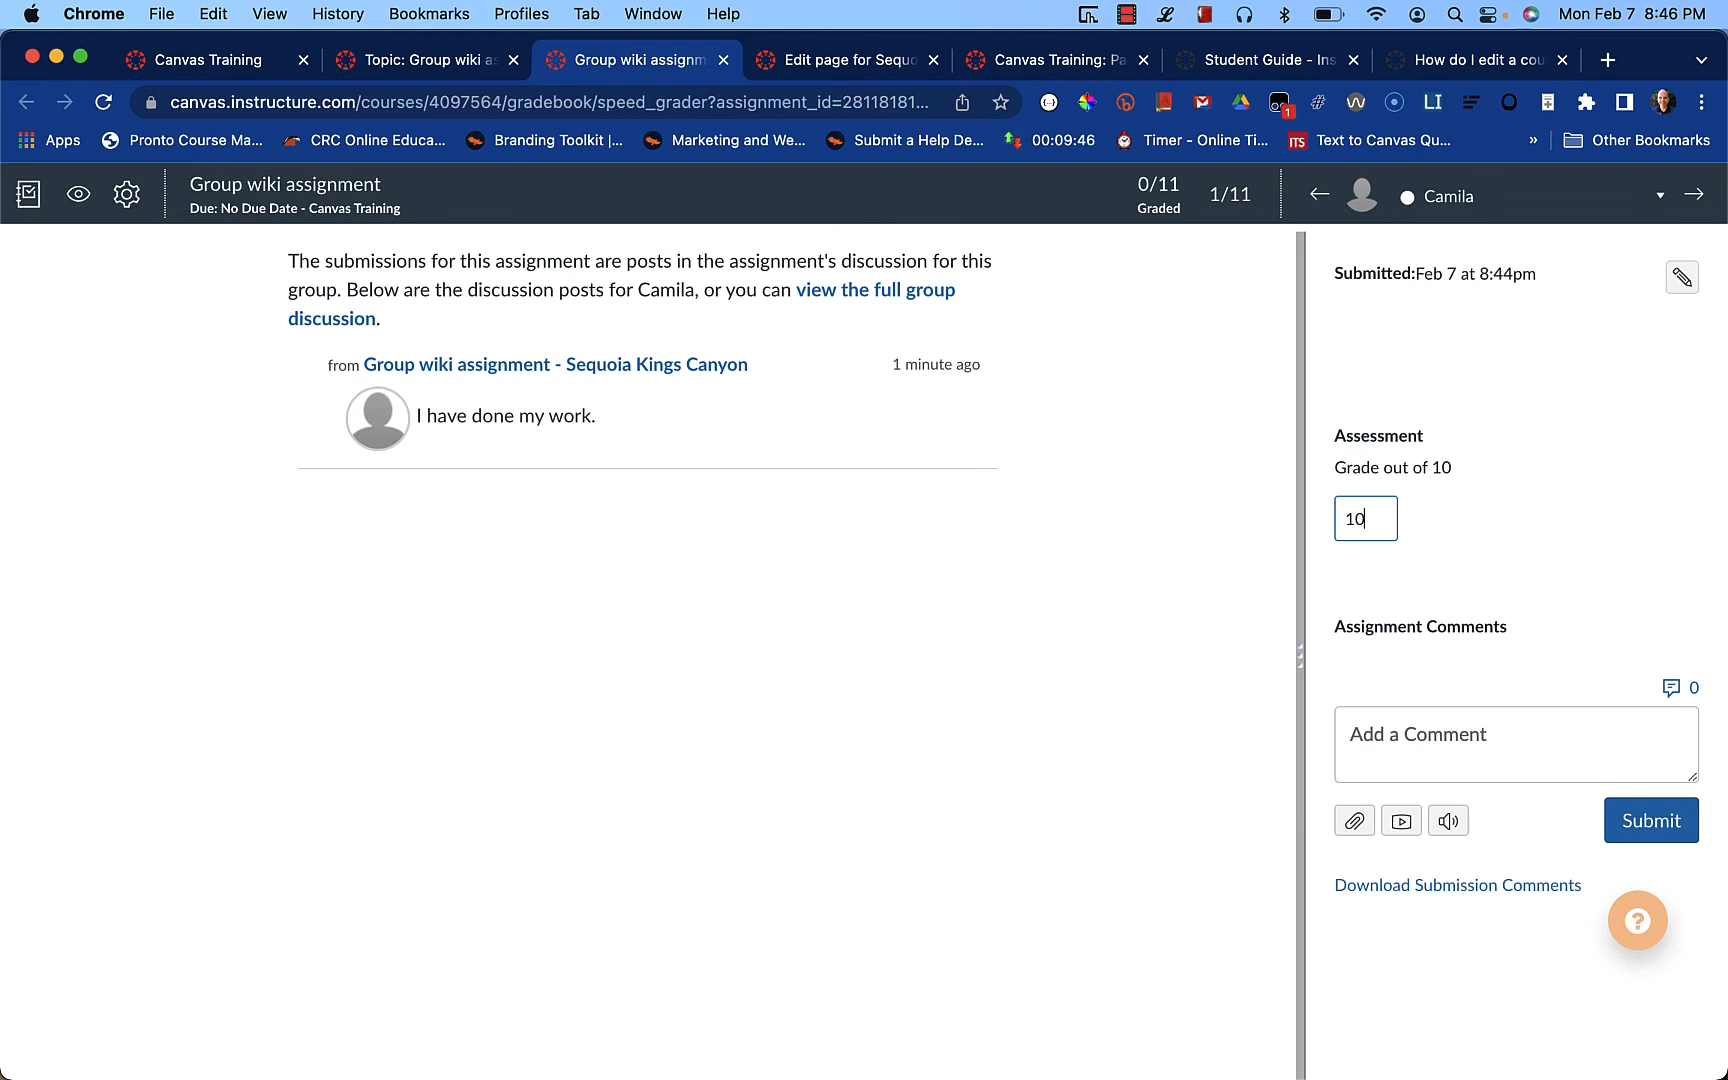 Chrome File Edit View History Bookmarks Profiles Tab Window Help Mon Feb 7 8:46 PM
Canvas Training Topic: Group wiki as Group wiki assignm Edit page for Sequo Canvas Training: Pa Student Guide - Ins How do I edit a cou
canvas.instructure.com/courses/4097564/gradebook/speed_grader?assignment_id=28118181...
LI
1
Apps Pronto Course Ma... CRC Online Educa... Branding Toolkit |... Marketing and We... Submit a Help De... 00:09:46 Timer - Online Ti... ITS Text to Canvas Qu... » Other Bookmarks
Group wiki assignment
Due: No Due Date - Canvas Training
0/11
Graded
1/11
Camila
The submissions for this assignment are posts in the assignment's discussion for this
group. Below are the discussion posts for Camila, or you can view the full group
discussion.
from Group wiki assignment - Sequoia Kings Canyon 1 minute ago
I have done my work.
Submitted:Feb 7 at 8:44pm
Assessment
Grade out of 10
10
Assignment Comments
0
Add a Comment
Submit
Download Submission Comments
?